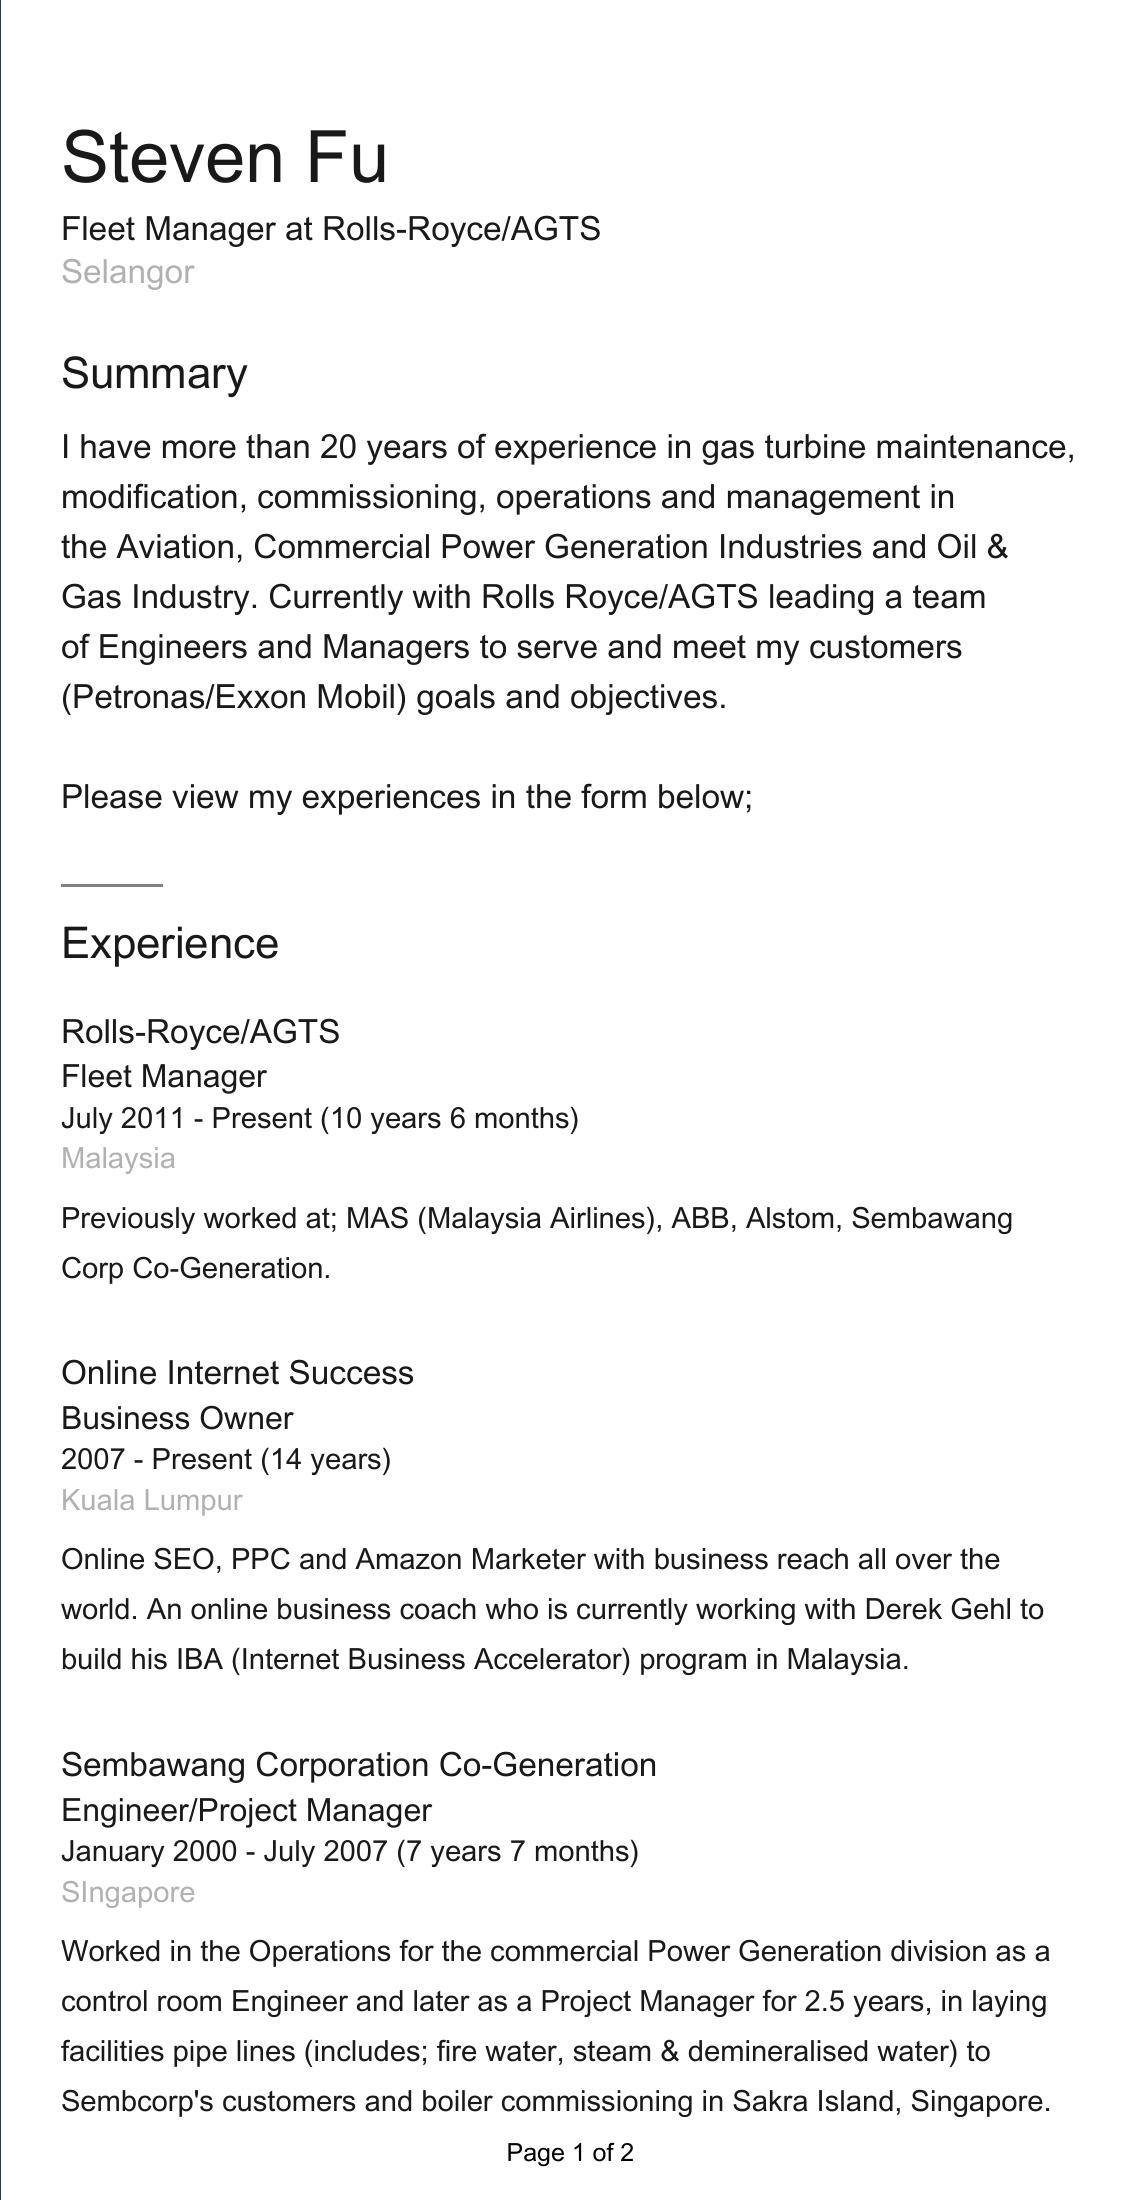 Steven Fu
Fleet Manager at Rolls-Royce/AGTS
Selangor
Summary
I have more than 20 years of experience in gas turbine maintenance,
modification, commissioning, operations and management in
the Aviation, Commercial Power Generation Industries and Oil &
Gas Industry. Currently with Rolls Royce/AGTS leading a team
of Engineers and Managers to serve and meet my customers
(Petronas/Exxon Mobil) goals and objectives.
Please view my experiences in the form below;
Experience
Rolls-Royce/AGTS
Fleet Manager
July 2011 - Present (10 years 6 months)
Malaysia
Previously worked at; MAS (Malaysia Airlines), ABB, Alstom, Sembawang
Corp Co-Generation.
Online Internet Success
Business Owner
2007 - Present (14 years)
Kuala Lumpur
Online SEO, PPC and Amazon Marketer with business reach all over the
world. An online business coach who is currently working with Derek Gehl to
build his IBA (Internet Business Accelerator) program in Malaysia.
Sembawang Corporation Co-Generation
Engineer/Project Manager
January 2000 - July 2007 (7 years 7 months)
SIngapore
Worked in the Operations for the commercial Power Generation division as a
control room Engineer and later as a Project Manager for 2.5 years, in laying
facilities pipe lines (includes; fire water, steam & demineralised water) to
Sembcorp's customers and boiler commissioning in Sakra Island, Singapore.
Page 1 of 2